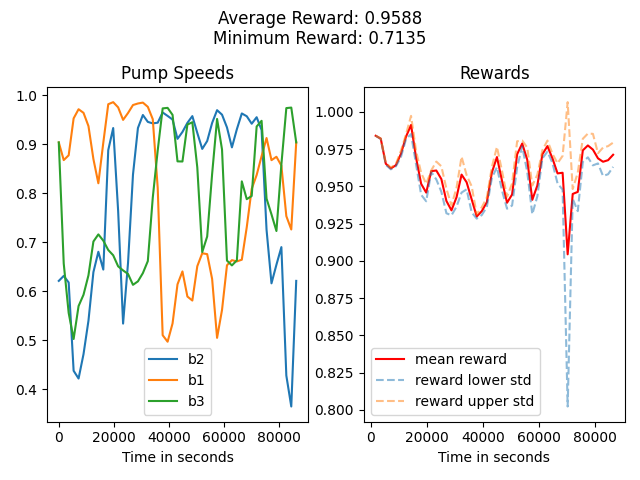 Average Reward: 0.9588
Minimum Reward: 0.7135
Pump Speeds
1.0
0.9
0.8
0.7
0.6
0.5
0.4
b2
b1
b3
0
20000
40000
60000
80000
Time in seconds
Rewards
1.000
0.975
0.950
0.925
0.900
0.875
0.850
0.825
0.800
mean reward
reward lower std
reward upper std
0
20000
40000
60000
80000
Time in seconds